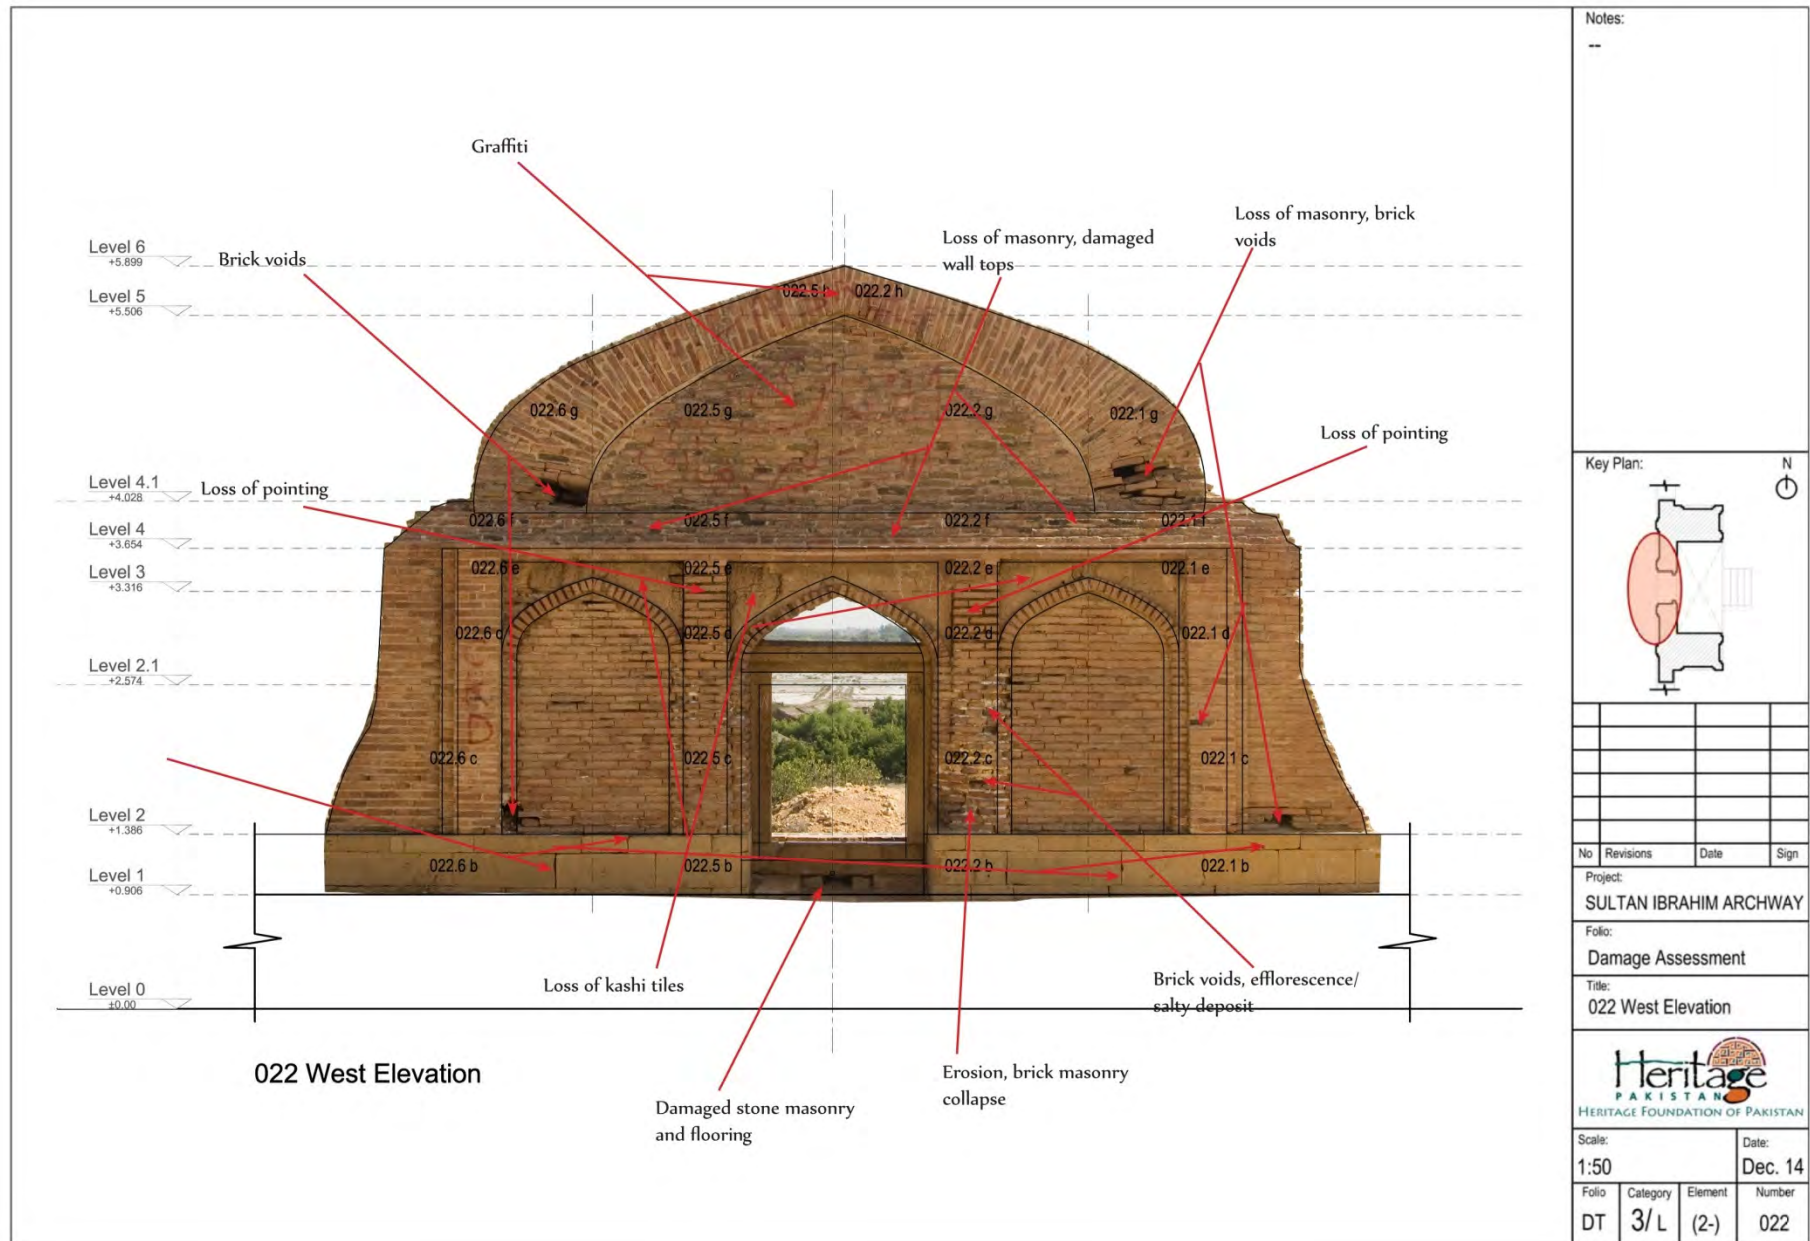 Graffiti
Brick voids
Loss of masonry, damaged
wall tops
Loss of masonry, brick
voids
Loss of pointing
Loss of pointing
Level 6
+5.899
Level 5
+5.506
Level 4.1
+4.028
Level 4
+3.654
Level 3
+3.316
Level 2.1
+2.574
Level 2
+1.386
Level 1
+0.906
Level 0
±0.00
022.5 h 022.2 h
022.6 g 022.5 g 022.2 g 022.1 g
022.6 f 022.5 f 022.2 f 022.1 f
022.6 e 022.5 e 022.2 e 022.1 e
022.6 d 022.5 d 022.2 d 022.1 d
022.6 c 022.5 c 022.2 c 022.1 c
022.6 b 022.5 b 022.2 b 022.1 b
Loss of kashi tiles
Brick voids, efflorescence/
salty deposit
Damaged stone masonry
and flooring
Erosion, brick masonry
collapse
022 West Elevation
Notes:
--
Key Plan:
N
No Revisions Date Sign
Project:
SULTAN IBRAHIM ARCHWAY
Folio:
Damage Assessment
Title:
022 West Elevation
Heritage
PAKISTAN
HERITAGE FOUNDATION OF PAKISTAN
Scale:
1:50
Date:
Dec. 14
Folio Category Element Number
DT 3/ L (2-) 022